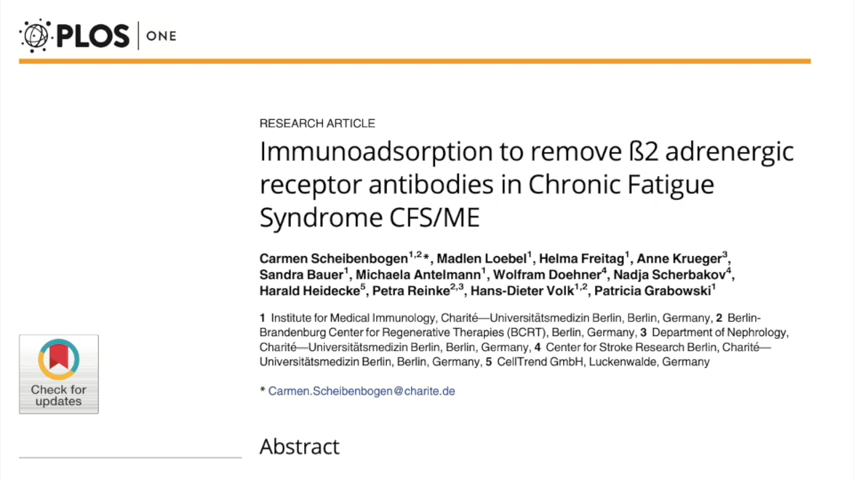 PLOS | ONE
RESEARCH ARTICLE
Immunoadsorption to remove ß2 adrenergic
receptor antibodies in Chronic Fatigue
Syndrome CFS/ME
Carmen Scheibenbogen1,2*, Madlen Loebel1, Helma Freitag1, Anne Krueger3,
Sandra Bauer1, Michaela Antelmann1, Wolfram Doehner4, Nadja Scherbakov4,
Harald Heidecke5, Petra Reinke2,3, Hans-Dieter Volk1,2, Patricia Grabowski1
1 Institute for Medical Immunology, Charité—Universitätsmedizin Berlin, Berlin, Germany, 2 Berlin-
Brandenburg Center for Regenerative Therapies (BCRT), Berlin, Germany, 3 Department of Nephrology,
Charité—Universitätsmedizin Berlin, Berlin, Germany, 4 Center for Stroke Research Berlin, Charité—
Universitätsmedizin Berlin, Berlin, Germany, 5 CellTrend GmbH, Luckenwalde, Germany
* Carmen.Scheibenbogen@charite.de
Check for
updates
Abstract